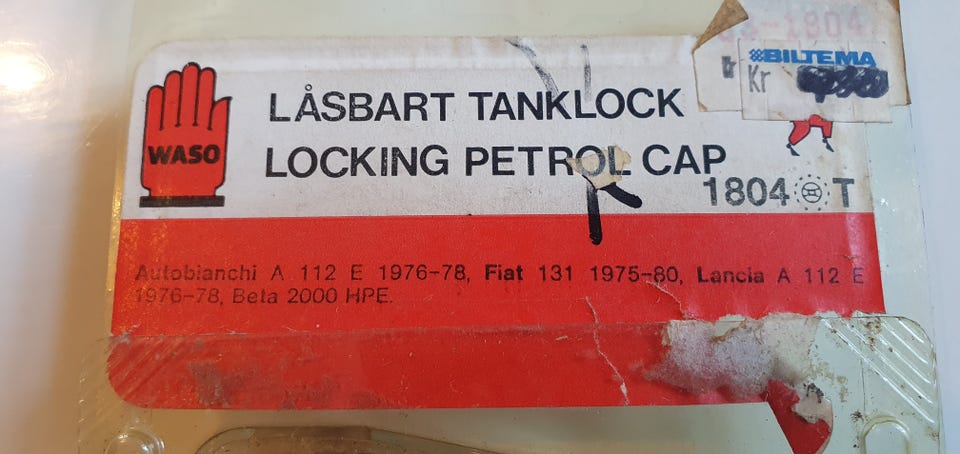 1804
BILTEMA
Kr
WASO
LÅSBART TANKLOCK
LOCKING PETROL CAP
1804 T
Autobianchi A 112 E 1976-78, Fiat 131 1975-80, Lancia A 112 E
1976-78, Beta 2000 HPE.